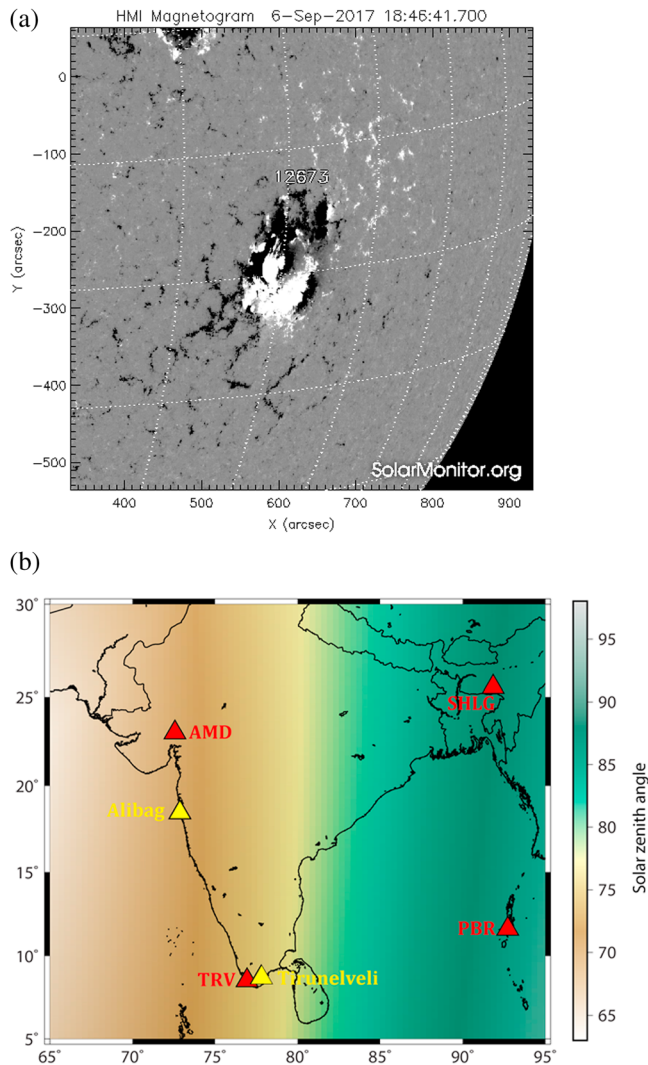 (a)
HMI Magnetogram 6-Sep-2017 18:46:41.700
0
-100
-200
-300
-400
-500
Y (arcsec)
12673
SolarMonitor.org
400 500 600 700 800 900
X (arcsec)
(b)
30°
25°
20°
15°
10°
5°
AMD
Alibag
TRV
Tirunelveli
SHLG
PBR
65° 70° 75° 80° 85° 90° 95°
95
90
85
80
75
70
65
Solar zenith angle